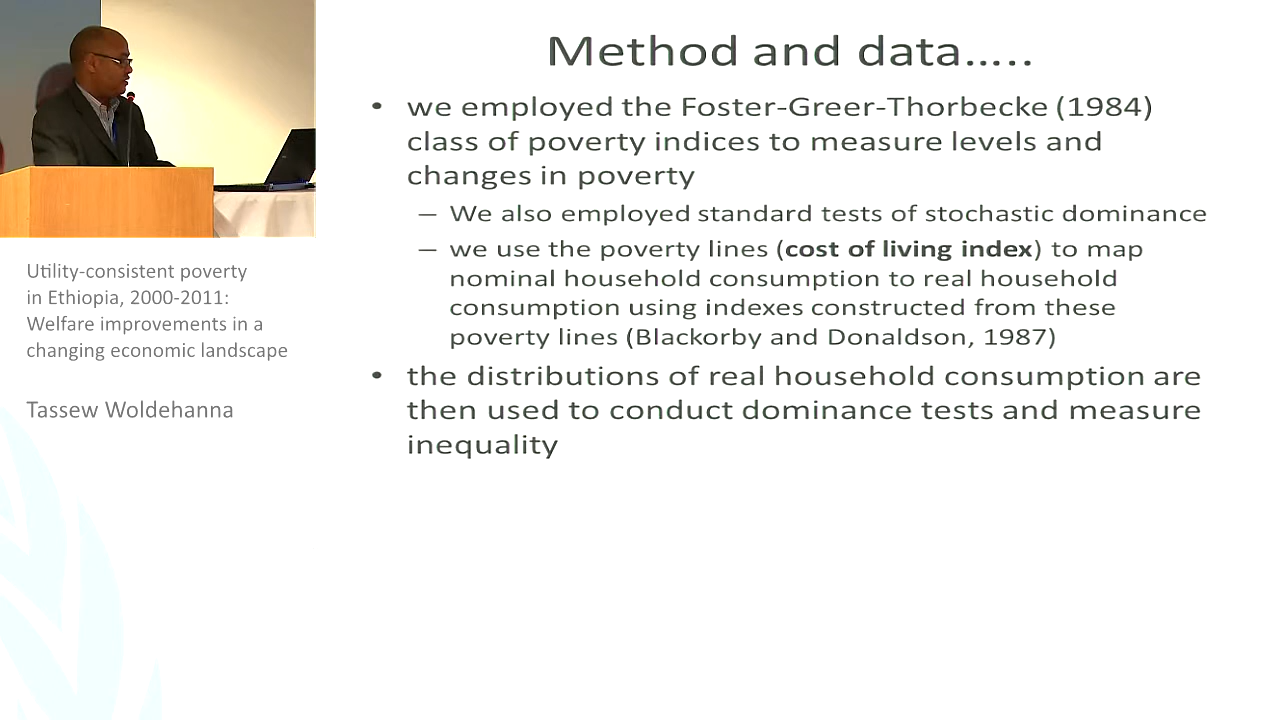 Method and data.....
• we employed the Foster-Greer-Thorbecke (1984)
class of poverty indices to measure levels and
changes in poverty
– We also employed standard tests of stochastic dominance
– we use the poverty lines (cost of living index) to map
nominal household consumption to real household
consumption using indexes constructed from these
poverty lines (Blackorby and Donaldson, 1987)
• the distributions of real household consumption are
then used to conduct dominance tests and measure
inequality
Utility-consistent poverty
in Ethiopia, 2000-2011:
Welfare improvements in a
changing economic landscape
Tassew Woldehanna